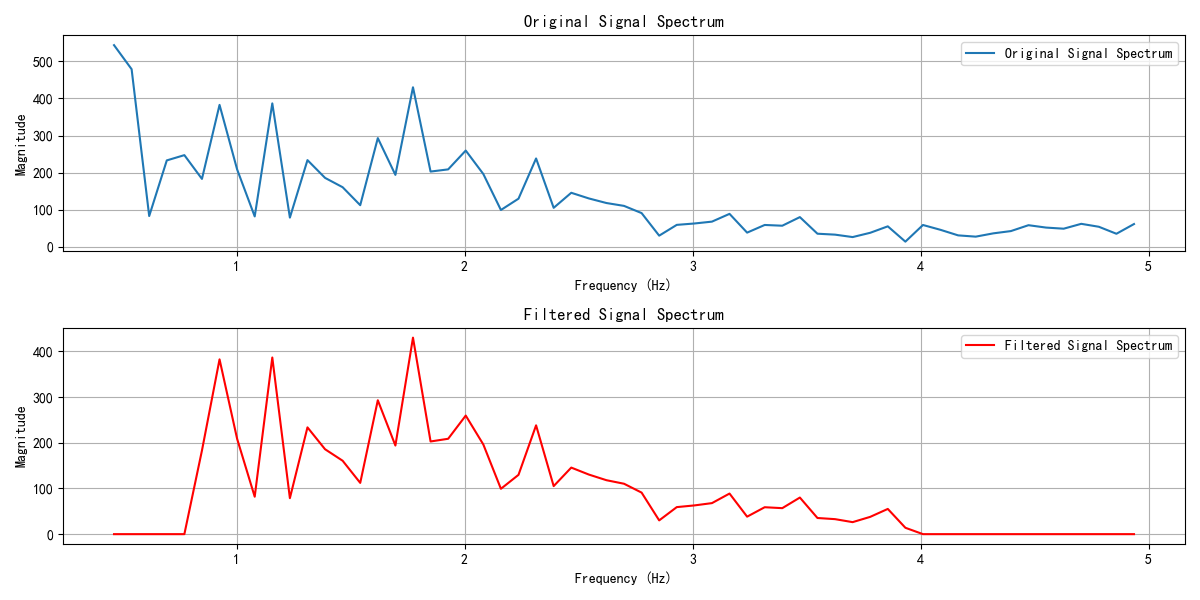 Original Signal Spectrum
500
400
300
200
100
0
Magnitude
Original Signal Spectrum
1
2
3
4
5
Frequency (Hz)
Filtered Signal Spectrum
400
300
200
100
0
Magnitude
Filtered Signal Spectrum
1
2
3
4
5
Frequency (Hz)